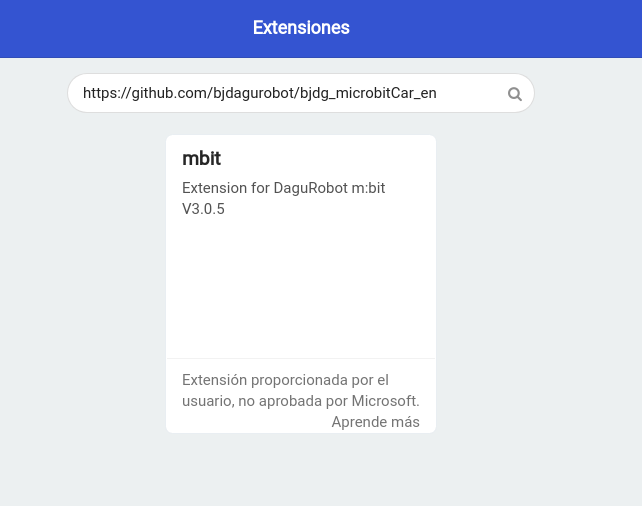 Extensiones
https://github.com/bjdagurobot/bjdg_microbitCar_en
mbit
Extension for DaguRobot m:bit
V3.0.5
Extensión proporcionada por el
usuario, no aprobada por Microsoft.
Aprende más